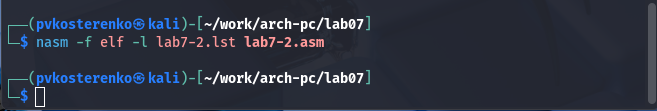 ┌──(pvkosterenko㉿kali)-[~/work/arch-pc/lab07]
└─$ nasm -f elf -l lab7-2.lst lab7-2.asm
┌──(pvkosterenko㉿kali)-[~/work/arch-pc/lab07]
└─$